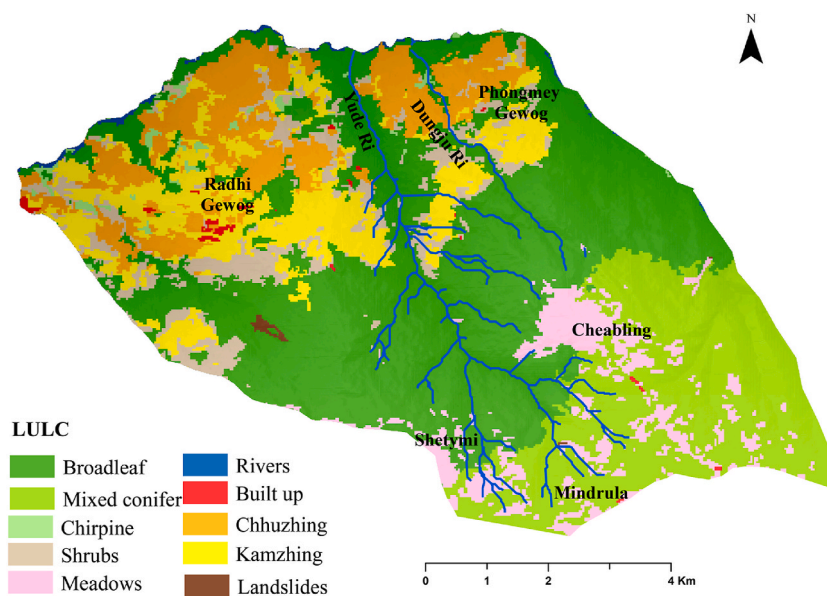 N
Phongmey
Gewog
Yude Ri
Dungju Ri
Radhi
Gewog
Cheabling
LULC
Shetymi
Broadleaf
Rivers
Mixed conifer
Built up
Mindrula
Chirpine
Chhuzhing
Shrubs
Kamzhing
Meadows
Landslides
0 1 2 4 Km